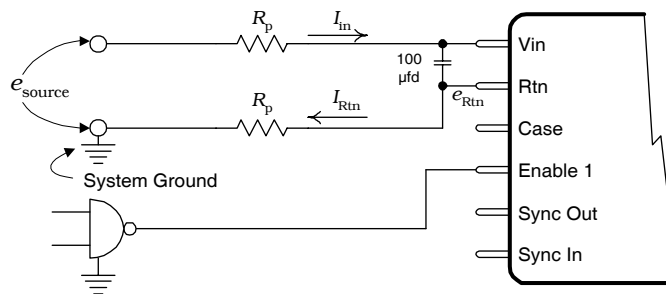 R_p
I_in
Vin
100
μfd
e_source
R_p
I_Rtn
e_Rtn
Rtn
Case
System Ground
Enable 1
Sync Out
Sync In